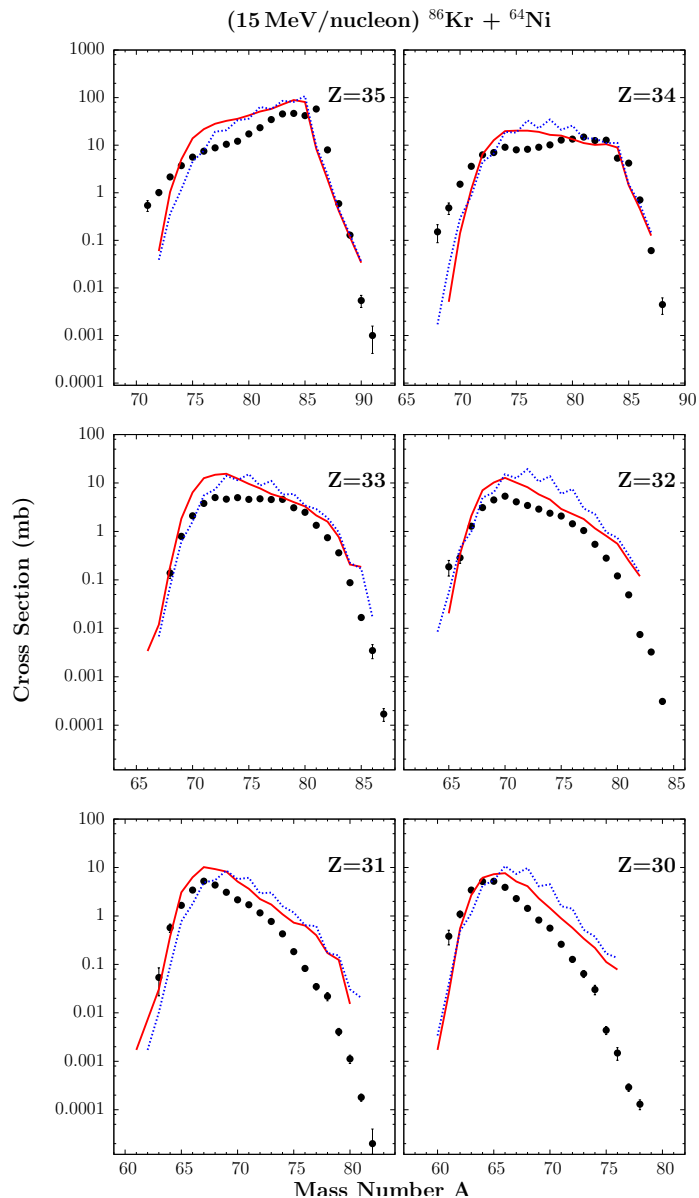 (15 MeV/nucleon) ⁸⁶Kr + ⁶⁴Ni
Cross Section (mb)
1000
100
10
1
0.1
0.01
0.001
0.0001
Z=35
70 75 80 85 90
Z=34
65 70 75 80 85 90
100
10
1
0.1
0.01
0.001
0.0001
Z=33
65 70 75 80 85 90
Z=32
65 70 75 80 85
100
10
1
0.1
0.01
0.001
0.0001
Z=31
60 65 70 75 80
Z=30
60 65 70 75 80
Mass Number A